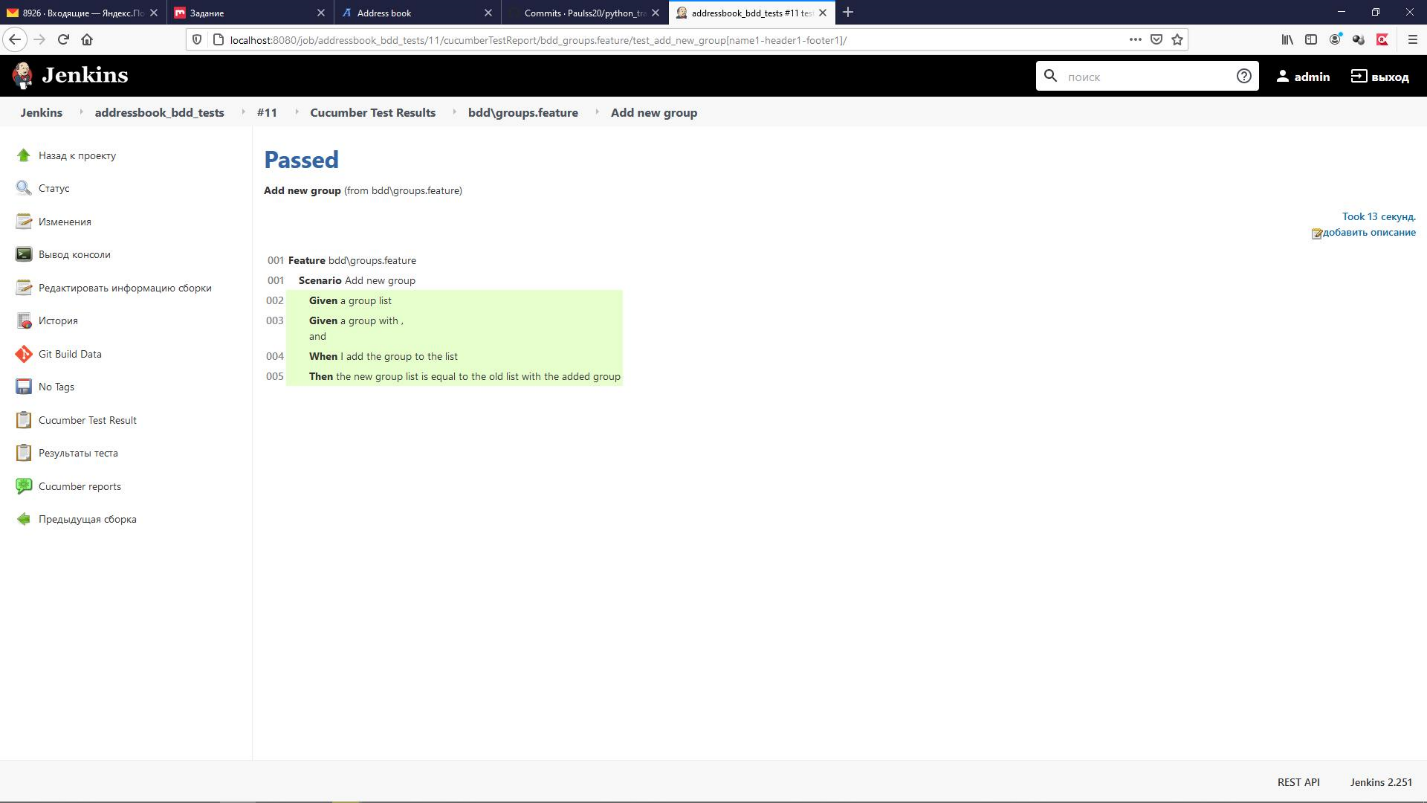 8926 · Входящие — Яндекс.По
Задание
Address book
Commits · Paulss20/python_tra
addressbook_bdd_tests #11 test
localhost:8080/job/addressbook_bdd_tests/11/cucumberTestReport/bdd_groups.feature/test_add_new_group[name1-header1-footer1]/
Jenkins
поиск
admin
выход
Jenkins addressbook_bdd_tests #11 Cucumber Test Results bdd\groups.feature Add new group
Назад к проекту
Статус
Изменения
Вывод консоли
Редактировать информацию сборки
История
Git Build Data
No Tags
Cucumber Test Result
Результаты теста
Cucumber reports
Предыдущая сборка
Passed
Add new group (from bdd\groups.feature)
Took 13 секунд.
добавить описание
001 Feature bdd\groups.feature
001 Scenario Add new group
002 Given a group list
003 Given a group with ,
and
004 When I add the group to the list
005 Then the new group list is equal to the old list with the added group
REST API
Jenkins 2.251